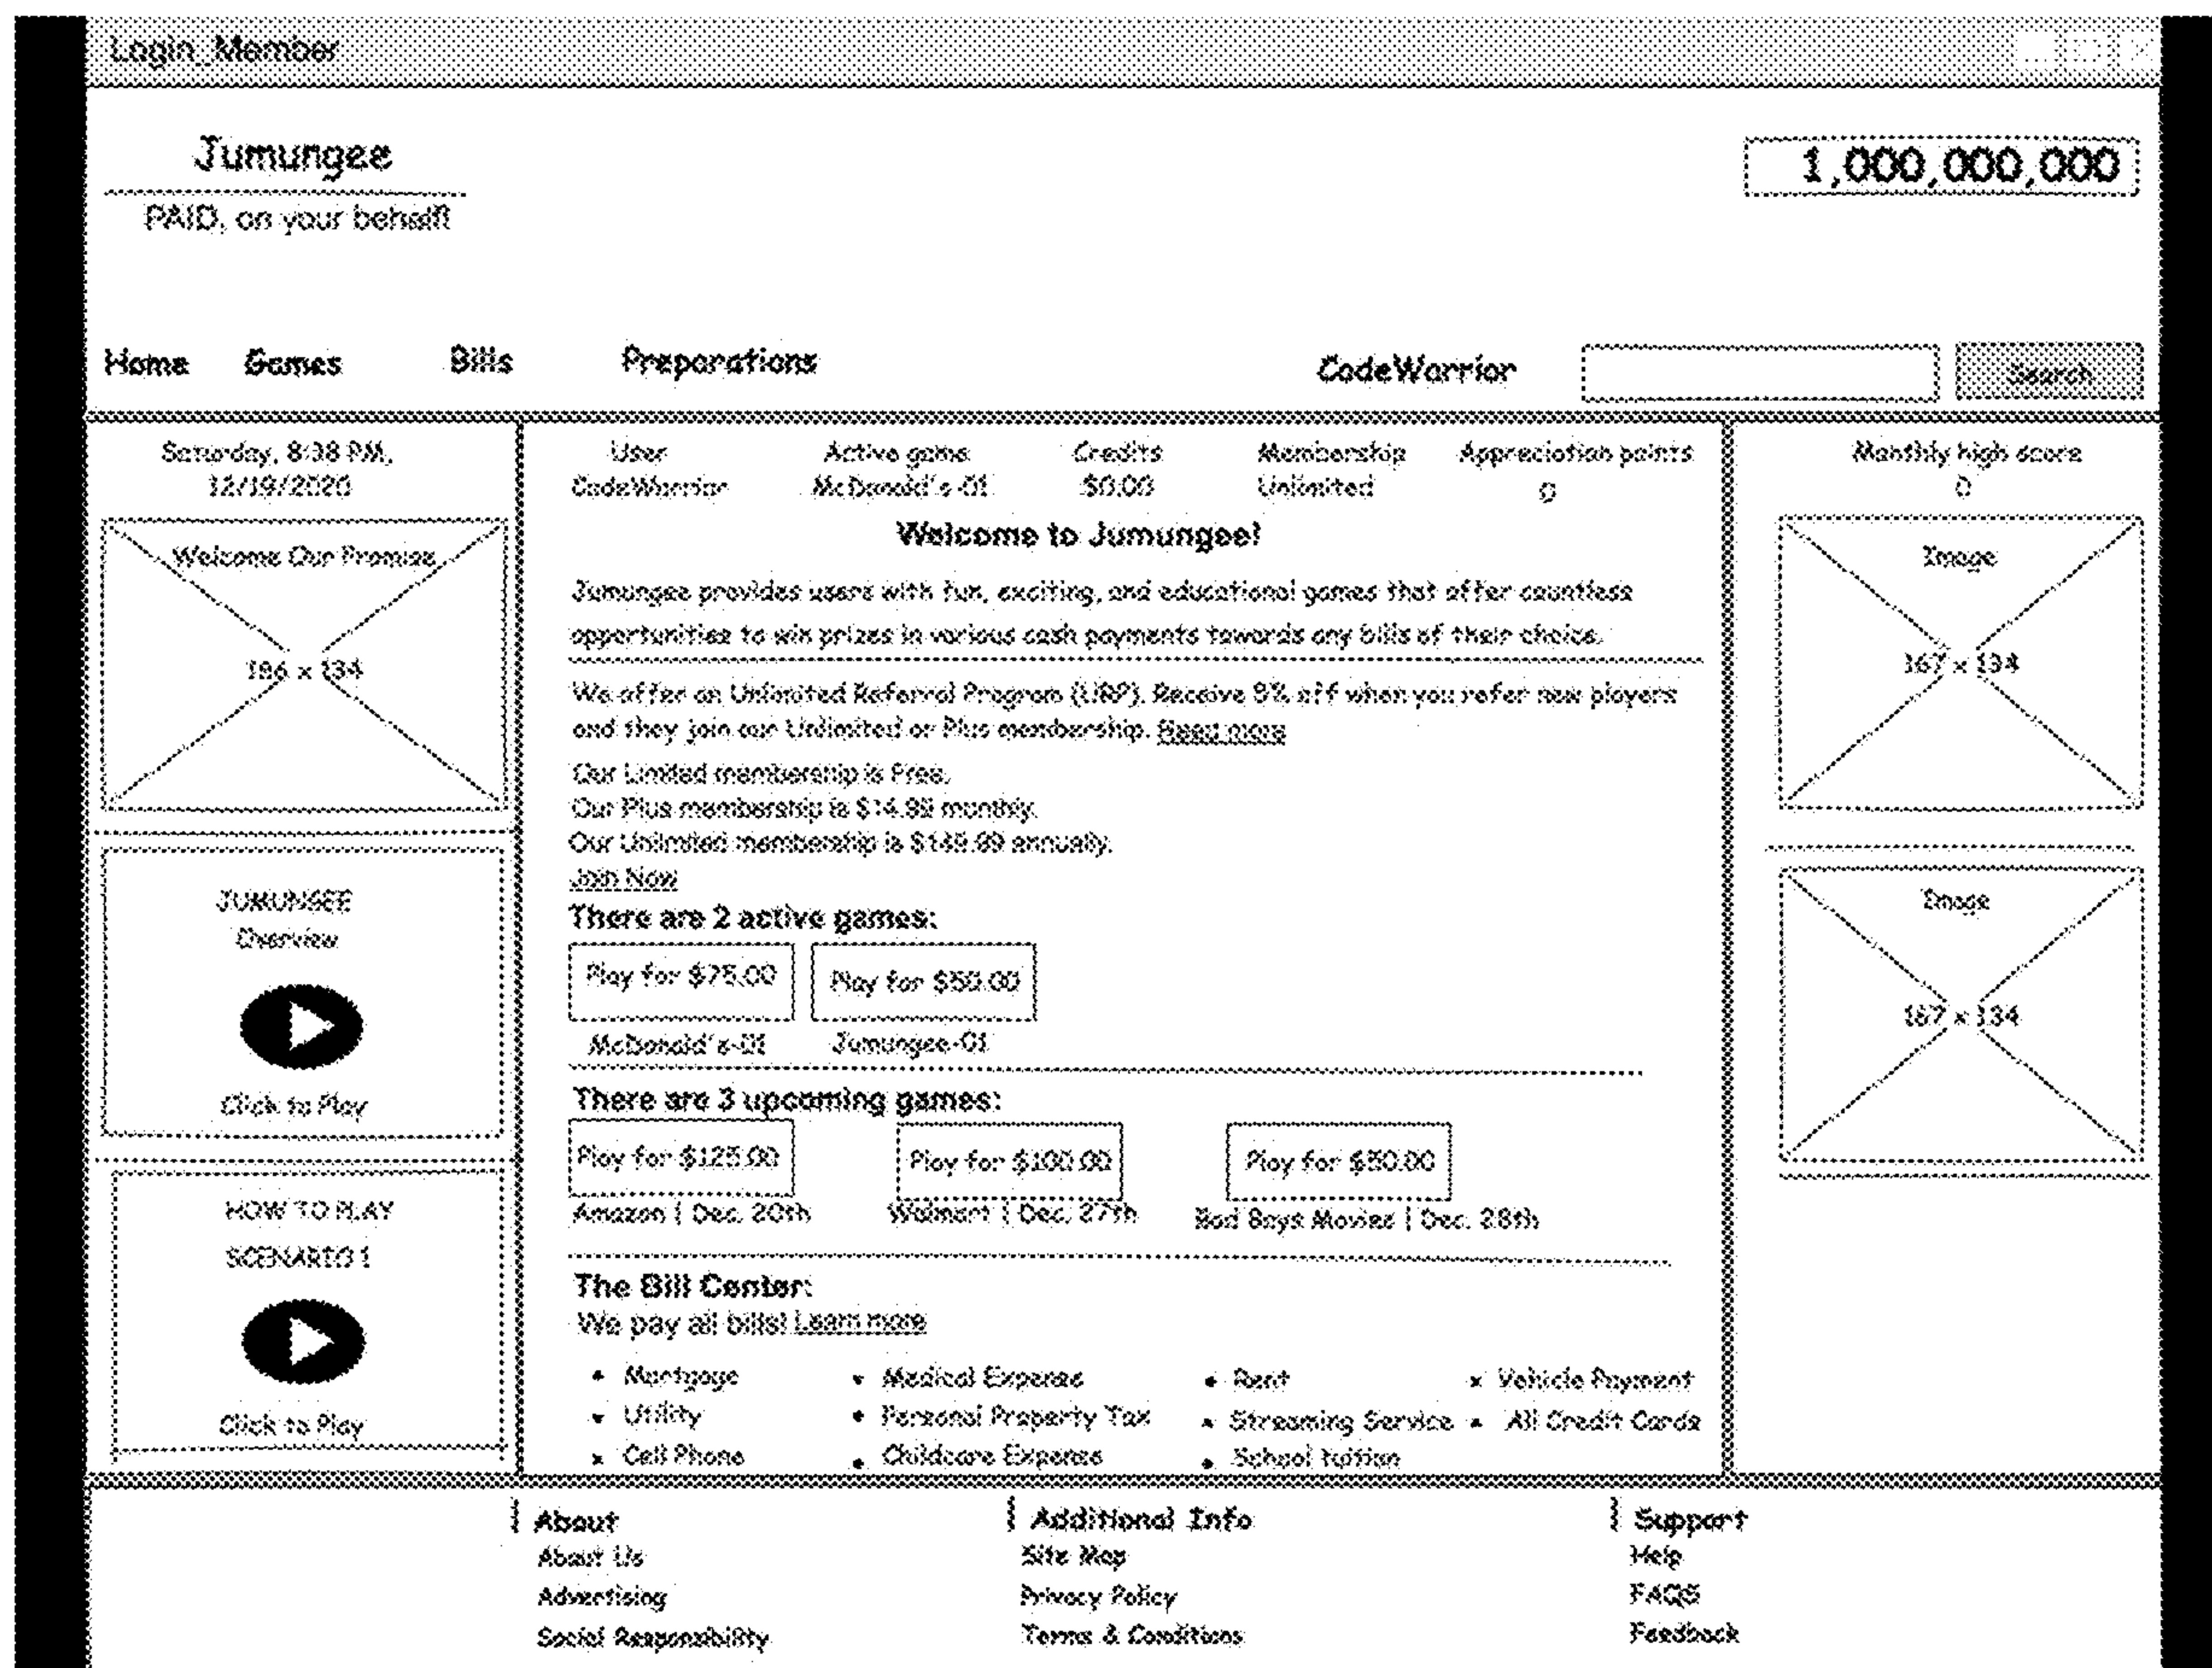 Login_Member
Jumungee
1,000,000,000
PAID, on your behalf!
Home Games Bills Preparations CodeWarrior Search
Saturday, 8:38 PM,
12/19/2020
User Active game Credits Membership Appreciation points
CodeWarrior McDonald's-01 $0.00 Unlimited 0
Monthly high score
0
Welcome Our Promise
186 x 134
JUMUNGEE
Overview
Click to Play
HOW TO PLAY
SCENARIO 1
Click to Play
Welcome to Jumungee!
Jumungee provides users with fun, exciting, and educational games that offer countless
opportunities to win prizes in various cash payments towards any bills of their choice.
We offer an Unlimited Referral Program (URP). Receive 9% off when you refer new players
and they join our Unlimited or Plus membership. Read more
Our Limited membership is Free.
Our Plus membership is $14.99 monthly.
Our Unlimited membership is $149.99 annually.
Join Now
There are 2 active games:
Play for $75.00 Play for $50.00
McDonald's-01 Jumungee-01
There are 3 upcoming games:
Play for $125.00 Play for $100.00 Play for $50.00
Amazon | Dec. 20th Walmart | Dec. 27th Bad Boys Movies | Dec. 28th
The Bill Center:
We pay all bills! Learn more
Mortgage Medical Expense Rent Vehicle Payment
Utility Personal Property Tax Streaming Service All Credit Cards
Cell Phone Childcare Expense School tuition
Image
167 x 134
Image
167 x 134
About Additional Info Support
About Us Site Map Help
Advertising Privacy Policy FAQS
Social Responsibility Terms & Conditions Feedback